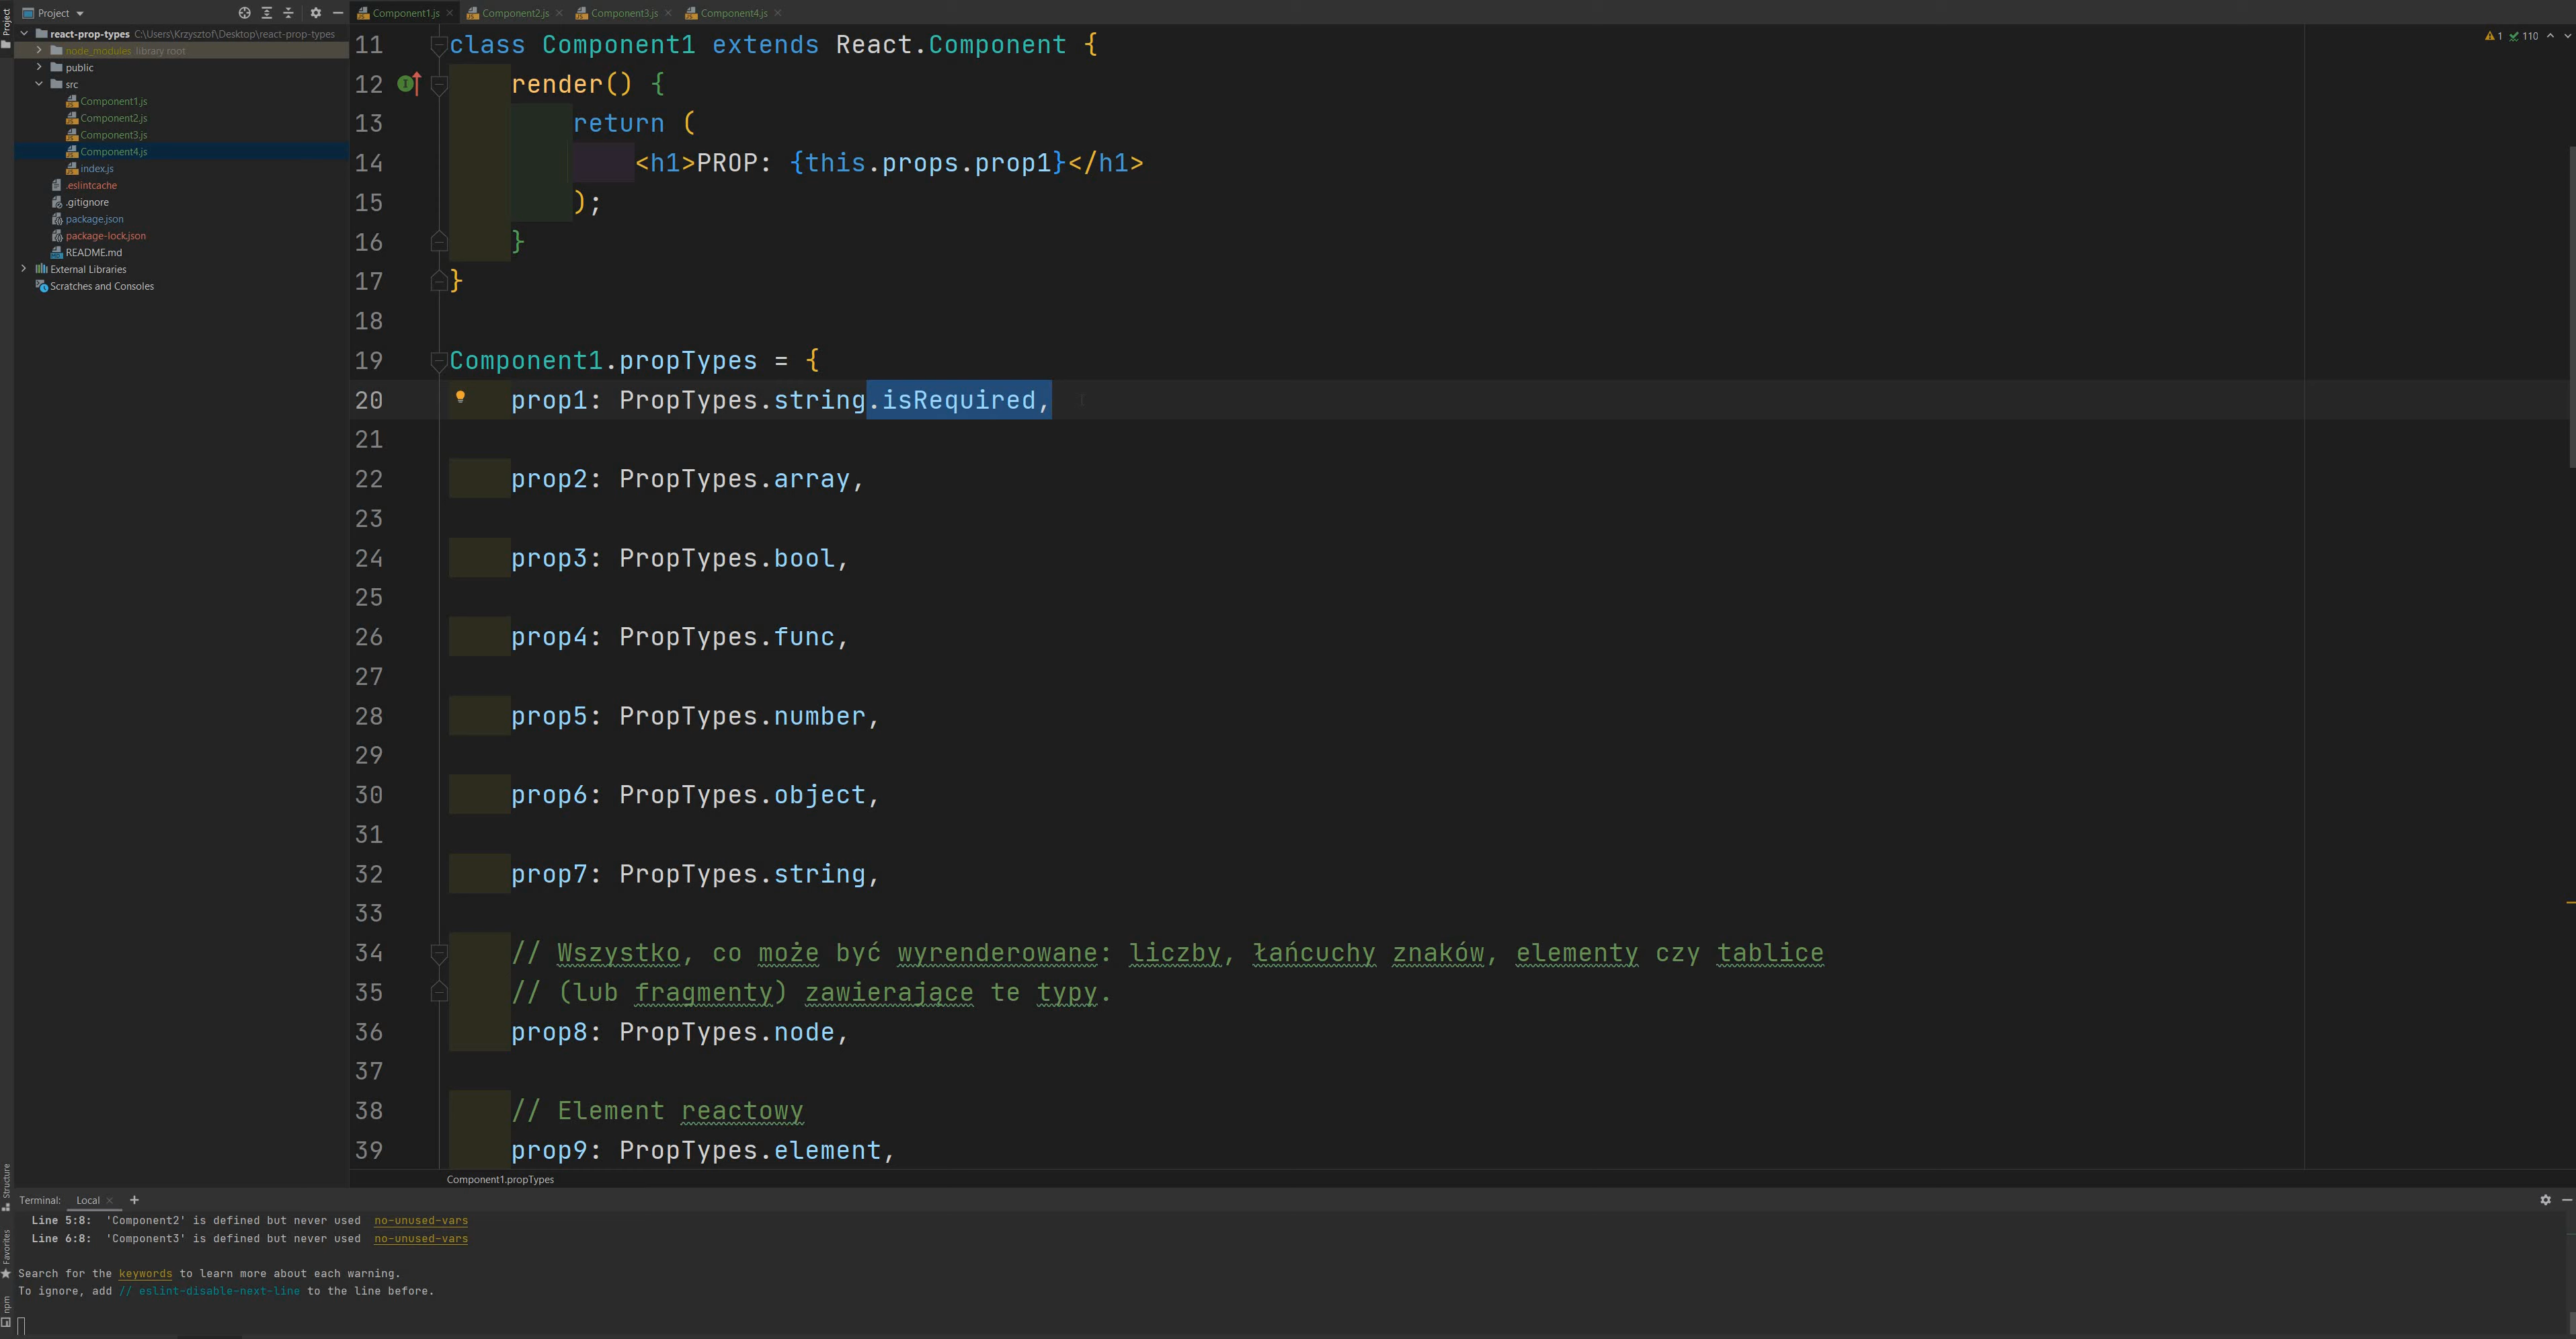 Project
Component1.js
Component2.js
Component3.js
Component4.js
Project
react-prop-types C:\Users\Krzysztof\Desktop\react-prop-types
node_modules library root
public
src
Component1.js
Component2.js
Component3.js
Component4.js
index.js
.eslintcache
.gitignore
package.json
package-lock.json
README.md
External Libraries
Scratches and Consoles
1 110
11 class Component1 extends React.Component {
12 render() {
13 return (
14 <h1>PROP: {this.props.prop1}</h1>
15 );
16 }
17 }
18
19 Component1.propTypes = {
20 prop1: PropTypes.string.isRequired,
21
22 prop2: PropTypes.array,
23
24 prop3: PropTypes.bool,
25
26 prop4: PropTypes.func,
27
28 prop5: PropTypes.number,
29
30 prop6: PropTypes.object,
31
32 prop7: PropTypes.string,
33
34 // Wszystko, co może być wyrenderowane: liczby, łańcuchy znaków, elementy czy tablice
35 // (lub fragmenty) zawierające te typy.
36 prop8: PropTypes.node,
37
38 // Element reactowy
39 prop9: PropTypes.element,
Component1.propTypes
Structure
Favorites
npm
Terminal: Local
Line 5:8: 'Component2' is defined but never used no-unused-vars
Line 6:8: 'Component3' is defined but never used no-unused-vars
Search for the keywords to learn more about each warning.
To ignore, add // eslint-disable-next-line to the line before.